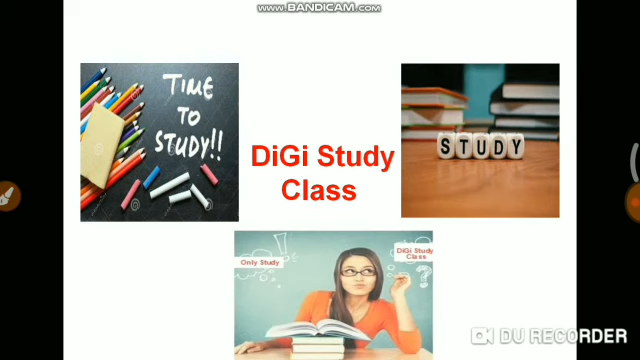 WWW.BANDICAM.COM
TIME
TO
STUDY!!
DiGi Study
Class
STUDY
Only Study
DiGi Study
Class
DU RECORDER